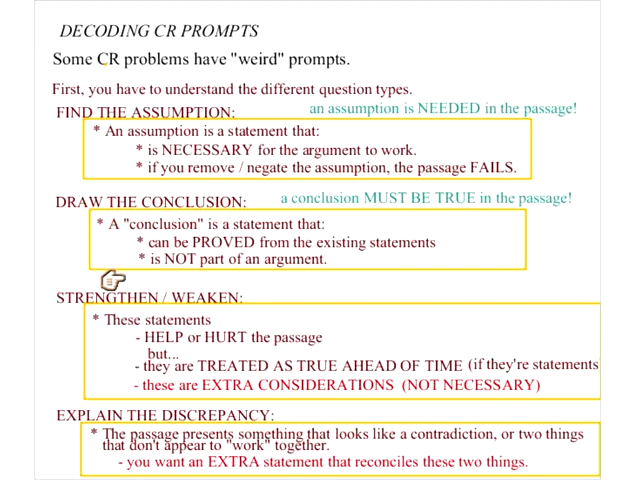 DECODING CR PROMPTS
Some CR problems have "weird" prompts.
First, you have to understand the different question types.
FIND THE ASSUMPTION: an assumption is NEEDED in the passage!
* An assumption is a statement that:
* is NECESSARY for the argument to work.
* if you remove / negate the assumption, the passage FAILS.
DRAW THE CONCLUSION: a conclusion MUST BE TRUE in the passage!
* A "conclusion" is a statement that:
* can be PROVED from the existing statements
* is NOT part of an argument.
STRENGTHEN / WEAKEN:
* These statements
- HELP or HURT the passage
but...
- they are TREATED AS TRUE AHEAD OF TIME (if they're statements
- these are EXTRA CONSIDERATIONS (NOT NECESSARY)
EXPLAIN THE DISCREPANCY:
* The passage presents something that looks like a contradiction, or two things
that don't appear to "work" together.
- you want an EXTRA statement that reconciles these two things.